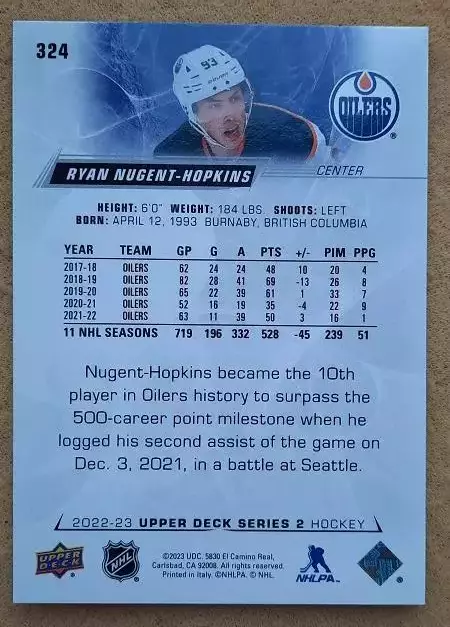 324
93
OILERS
RYAN NUGENT-HOPKINS
CENTER
HEIGHT: 6'0" WEIGHT: 184 LBS SHOOTS: LEFT
BORN: APRIL 12, 1993 BURNABY, BRITISH COLUMBIA
YEAR TEAM GP G A PTS +/- PIM PPG
2017-18 OILERS 62 24 24 48 10 20 4
2018-19 OILERS 82 28 41 69 -13 26 8
2019-20 OILERS 65 22 39 61 1 33 7
2020-21 OILERS 52 16 19 35 -4 22 9
2021-22 OILERS 63 11 39 50 3 16 1
11 NHL SEASONS 719 196 332 528 -45 239 51
Nugent-Hopkins became the 10th
player in Oilers history to surpass the
500-career point milestone when he
logged his second assist of the game on
Dec. 3, 2021, in a battle at Seattle.
2022-23 UPPER DECK SERIES 2 HOCKEY
UPPER DECK
NHL
©2023 UDC. 5830 El Camino Real,
Carlsbad, CA 92008. All rights reserved.
Printed in Italy. ©NHLPA. © NHL.
NHLPA